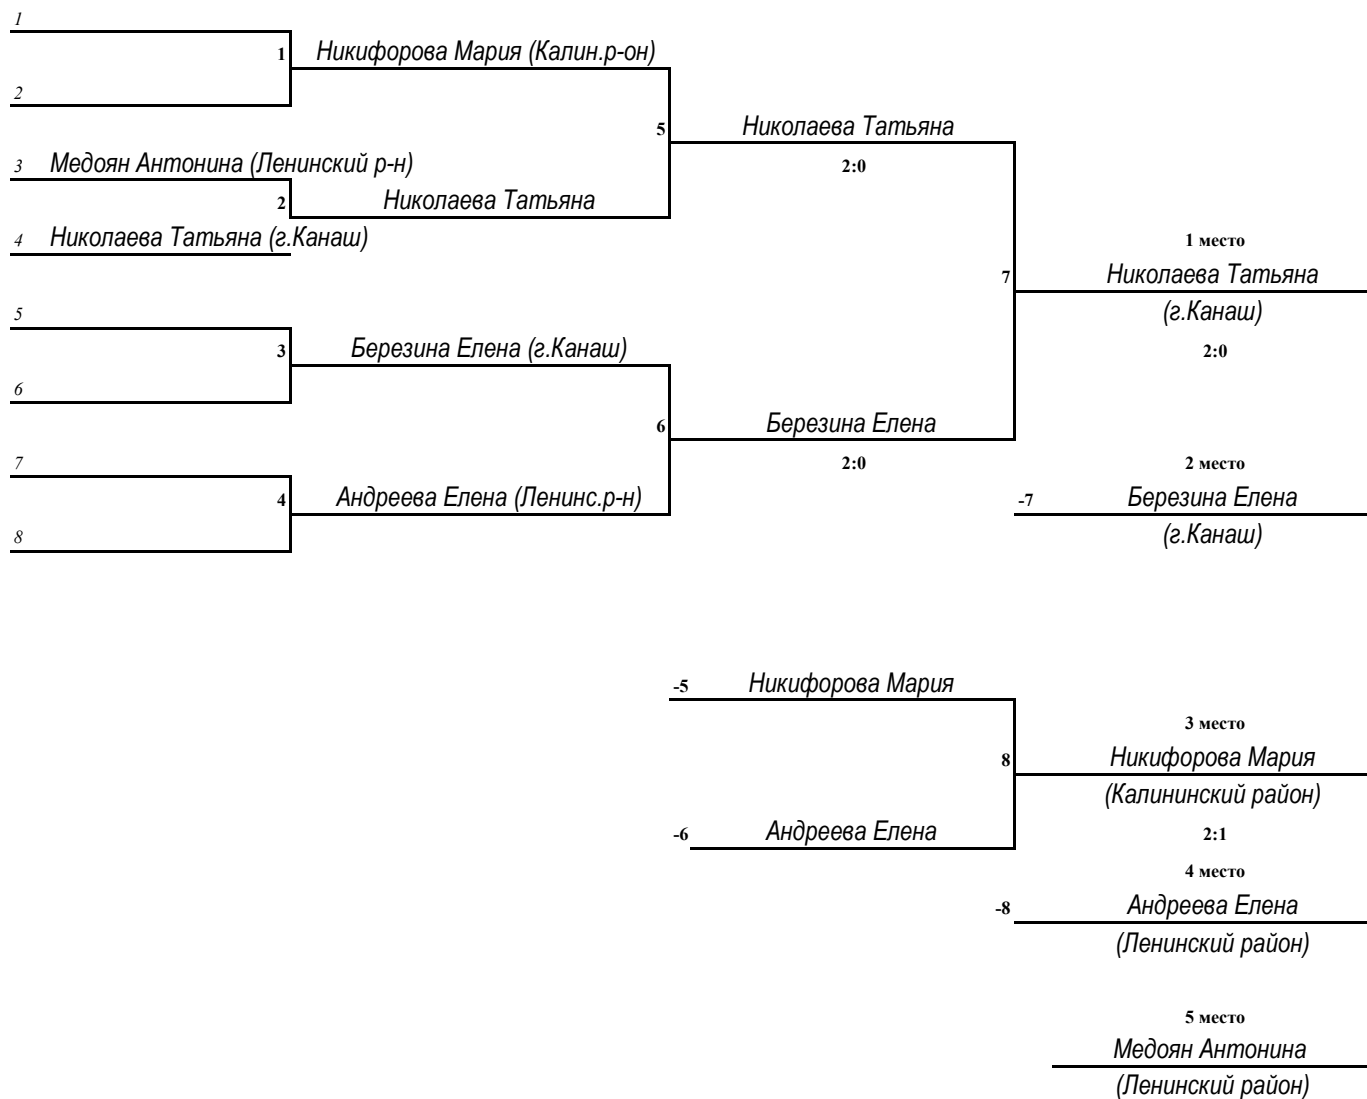 1
1 Никифорова Мария (Калин.р-он)
2
5 Николаева Татьяна
3 Медоян Антонина (Ленинский р-н)
2:0
2 Николаева Татьяна
4 Николаева Татьяна (г.Канаш)
1 место
7 Николаева Татьяна
(г.Канаш)
5
3 Березина Елена (г.Канаш)
2:0
6
6 Березина Елена
7
2:0
2 место
4 Андреева Елена (Ленинс.р-н)
-7 Березина Елена
(г.Канаш)
8
-5 Никифорова Мария
3 место
8 Никифорова Мария
(Калининский район)
-6 Андреева Елена
2:1
4 место
-8 Андреева Елена
(Ленинский район)
5 место
Медоян Антонина
(Ленинский район)